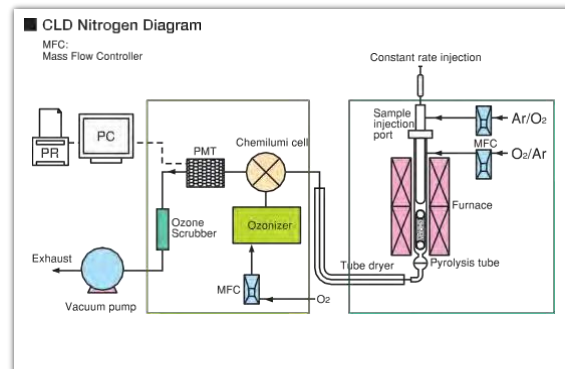 CLD Nitrogen Diagram
MFC:
Mass Flow Controller
Constant rate injection
Sample
injection
port
Ar/O₂
MFC
O₂/Ar
Furnace
Pyrolysis tube
Tube dryer
PC
PR
PMT
Chemilumi cell
Ozone
Scrubber
Ozonizer
MFC
O₂
Exhaust
Vacuum pump